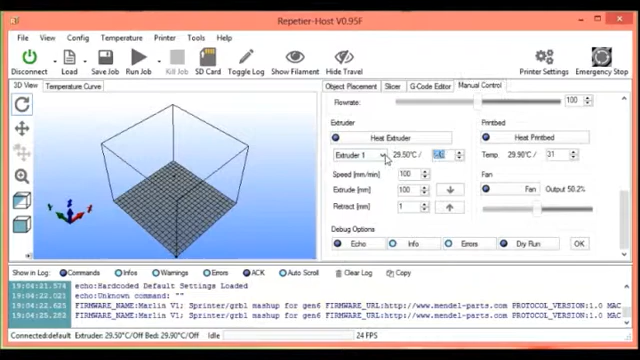 Repetier-Host V0.95F
File View Config Temperature Printer Tools Help
Disconnect Load Save Job Run Job Kill Job SD Card Toggle Log Show Filament Hide Travel Printer Settings Emergency Stop
3D View Temperature Curve
Object Placement Slicer G-Code Editor Manual Control
Flowrate: 100
Extruder Printbed
Heat Extruder Heat Printbed
Extruder 1 29.50°C / Temp. 29.90°C / 31
Speed [mm/min] 100 Fan
Extrude [mm] 100 Fan Output 50.2%
Retract [mm] 1
Debug Options
Echo Info Errors Dry Run OK
Show in Log: Commands Infos Warnings Errors ACK Auto Scroll Clear Log Copy
19:04:21.574 echo:Hardcoded Default Settings Loaded
19:04:22.021 echo:Unknown command: ""
19:04:22.083 FIRMWARE_NAME:Marlin V1; Sprinter/grbl mashup for gen6 FIRMWARE_URL:http://www.mendel-parts.com PROTOCOL_VERSION:1.0 MAC
19:04:25.283 FIRMWARE_NAME:Marlin V1; Sprinter/grbl mashup for gen6 FIRMWARE_URL:http://www.mendel-parts.com PROTOCOL_VERSION:1.0 MAC
Connected:default Extruder: 29.50°C/Off Bed: 29.90°C/Off Idle 24 FPS